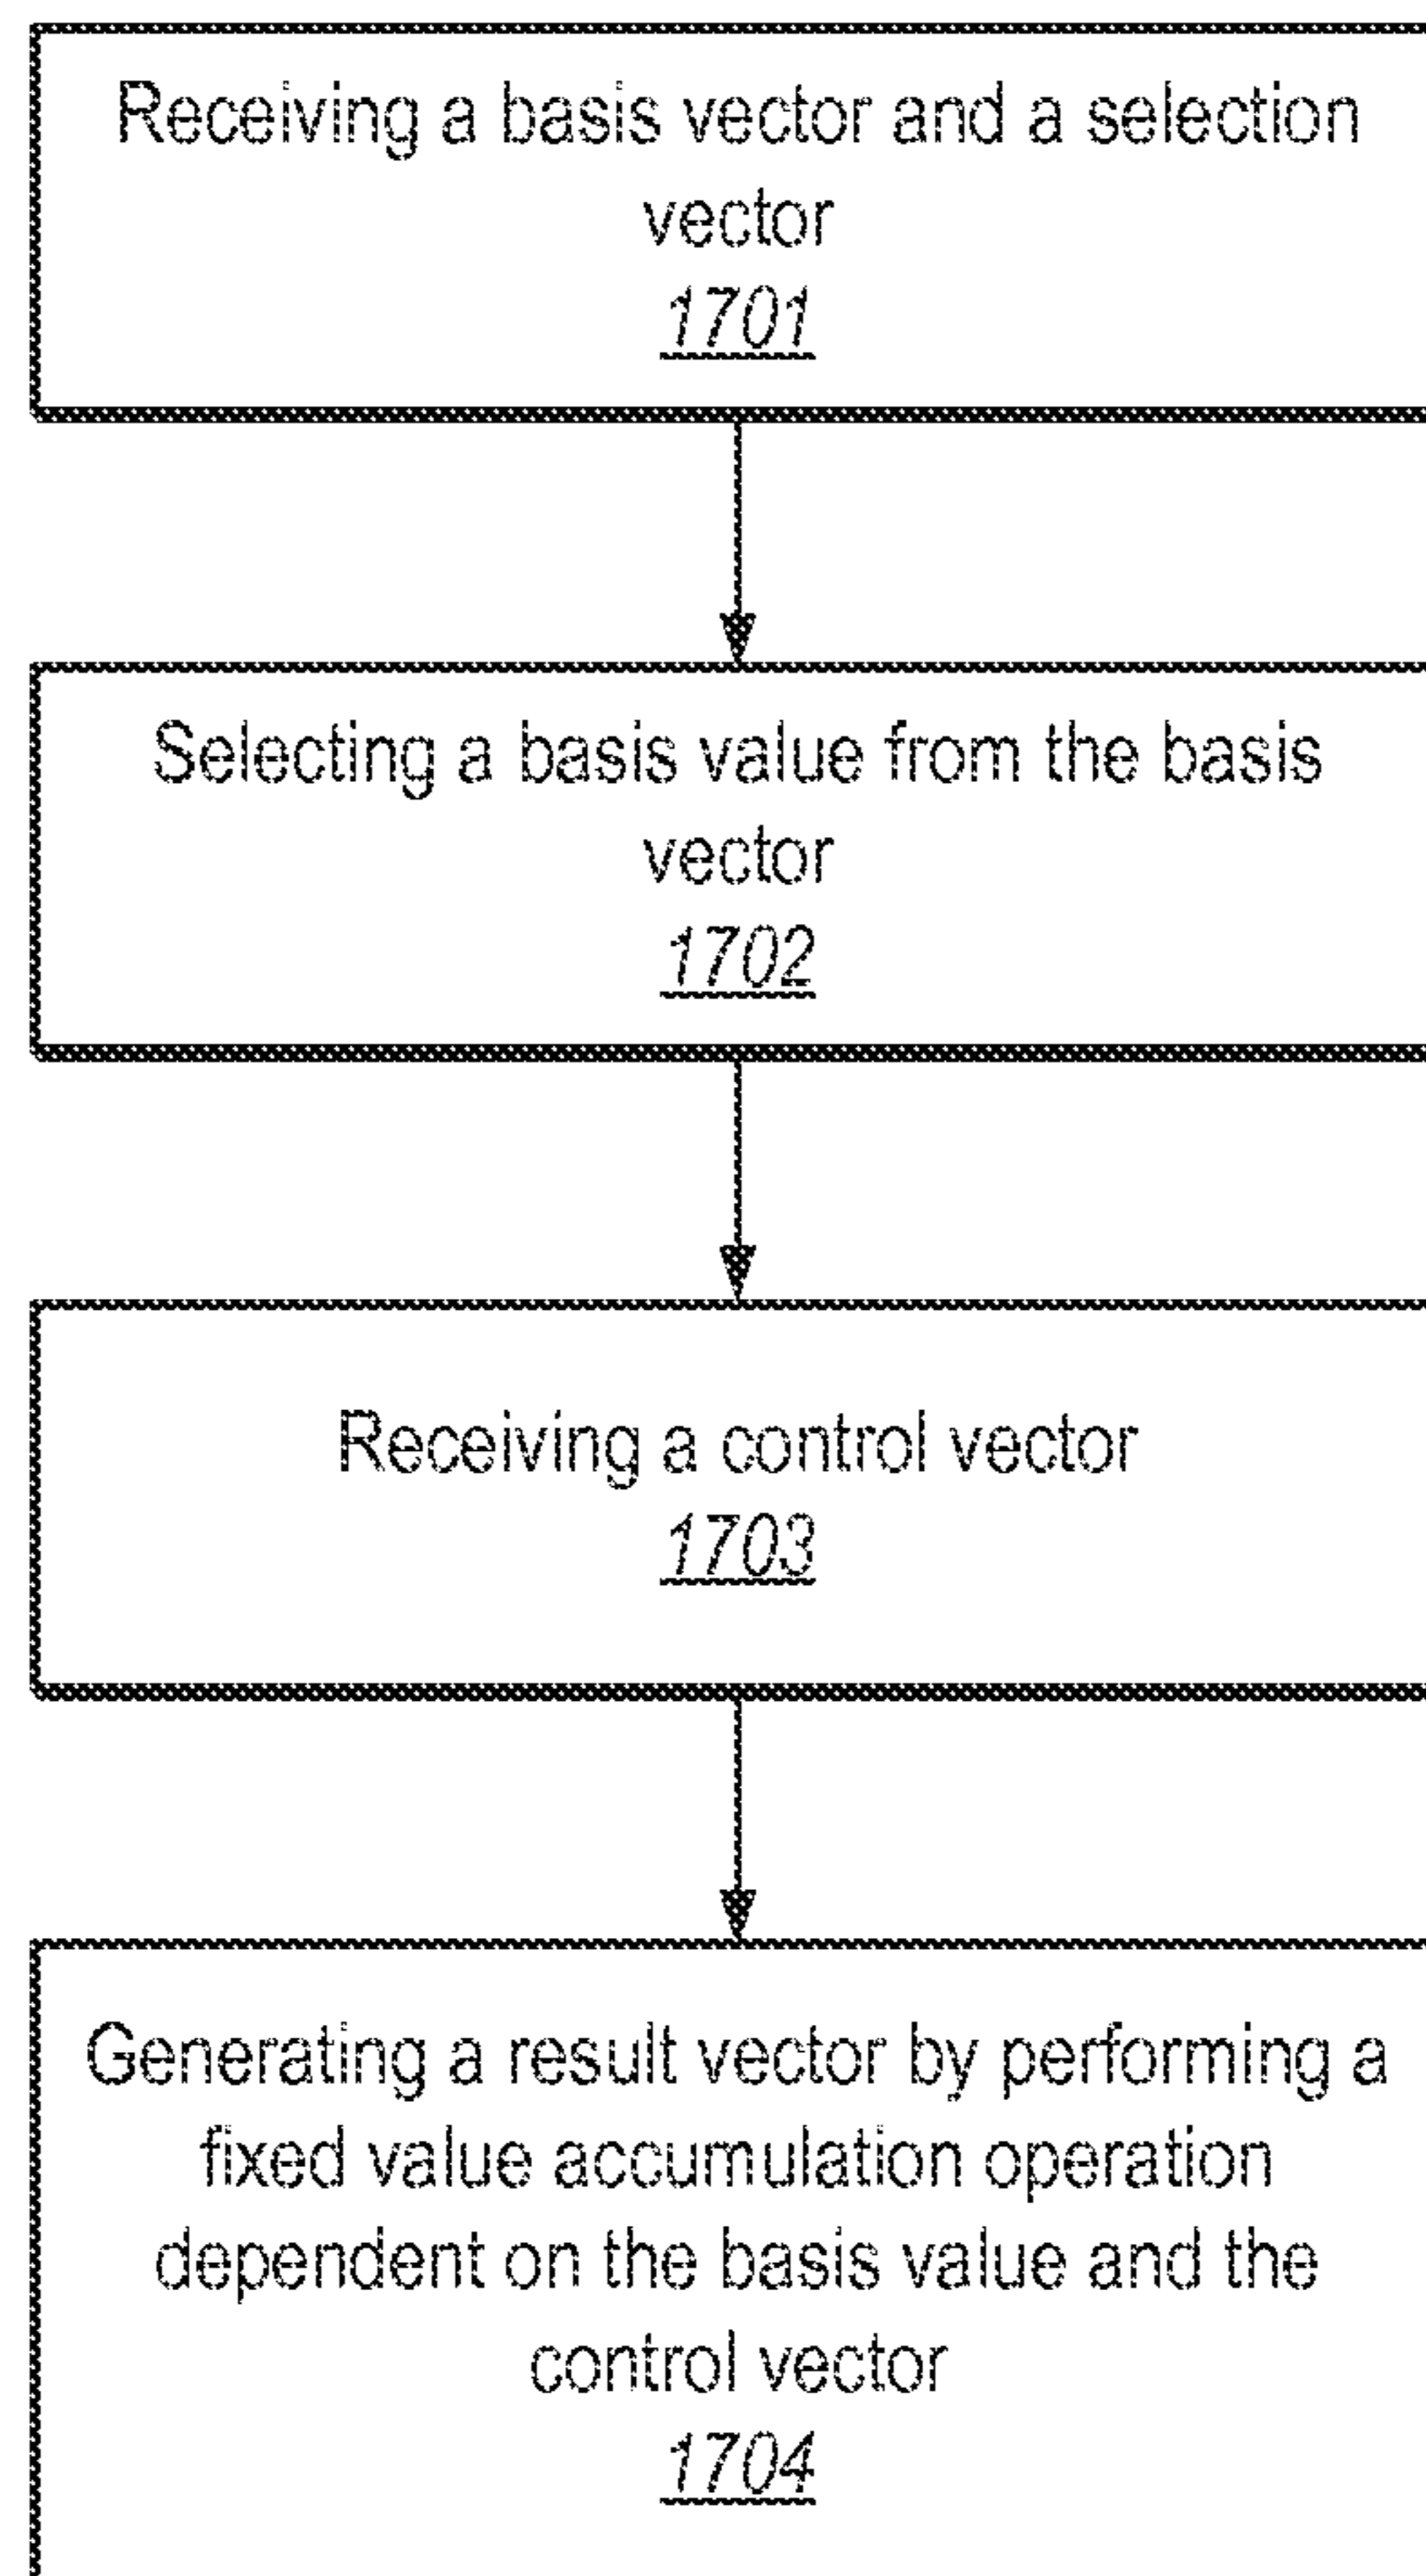 Receiving a basis vector and a selection
vector
1701
Selecting a basis value from the basis
vector
1702
Receiving a control vector
1703
Generating a result vector by performing a
fixed value accumulation operation
dependent on the basis value and the
control vector
1704